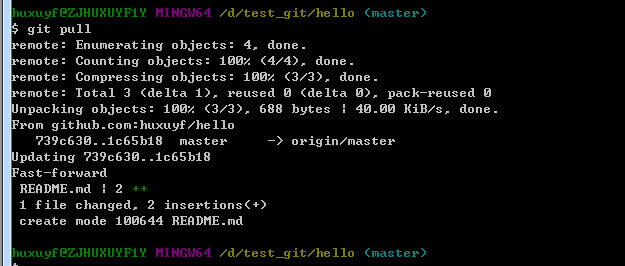 huxuyf@ZJHUXUYF1Y MINGW64 /d/test_git/hello (master)
$ git pull
remote: Enumerating objects: 4, done.
remote: Counting objects: 100% (4/4), done.
remote: Compressing objects: 100% (3/3), done.
remote: Total 3 (delta 1), reused 0 (delta 0), pack-reused 0
Unpacking objects: 100% (3/3), 688 bytes | 40.00 KiB/s, done.
From github.com:huxuyf/hello
   739c630..1c65b18  master     -> origin/master
Updating 739c630..1c65b18
Fast-forward
 README.md | 2 ++
 1 file changed, 2 insertions(+)
 create mode 100644 README.md
huxuyf@ZJHUXUYF1Y MINGW64 /d/test_git/hello (master)